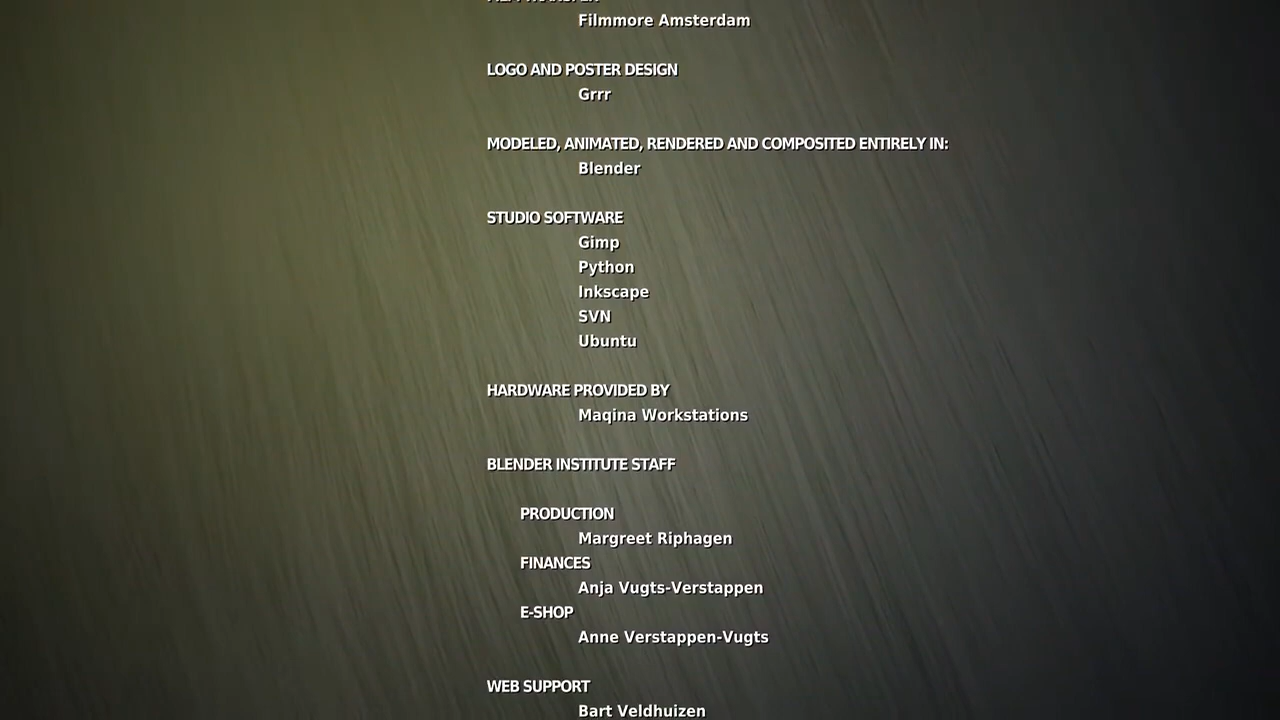 Filmmore Amsterdam
LOGO AND POSTER DESIGN
Grrr
MODELED, ANIMATED, RENDERED AND COMPOSITED ENTIRELY IN:
Blender
STUDIO SOFTWARE
Gimp
Python
Inkscape
SVN
Ubuntu
HARDWARE PROVIDED BY
Maqina Workstations
BLENDER INSTITUTE STAFF
PRODUCTION
Margreet Riphagen
FINANCES
Anja Vugts-Verstappen
E-SHOP
Anne Verstappen-Vugts
WEB SUPPORT
Bart Veldhuizen